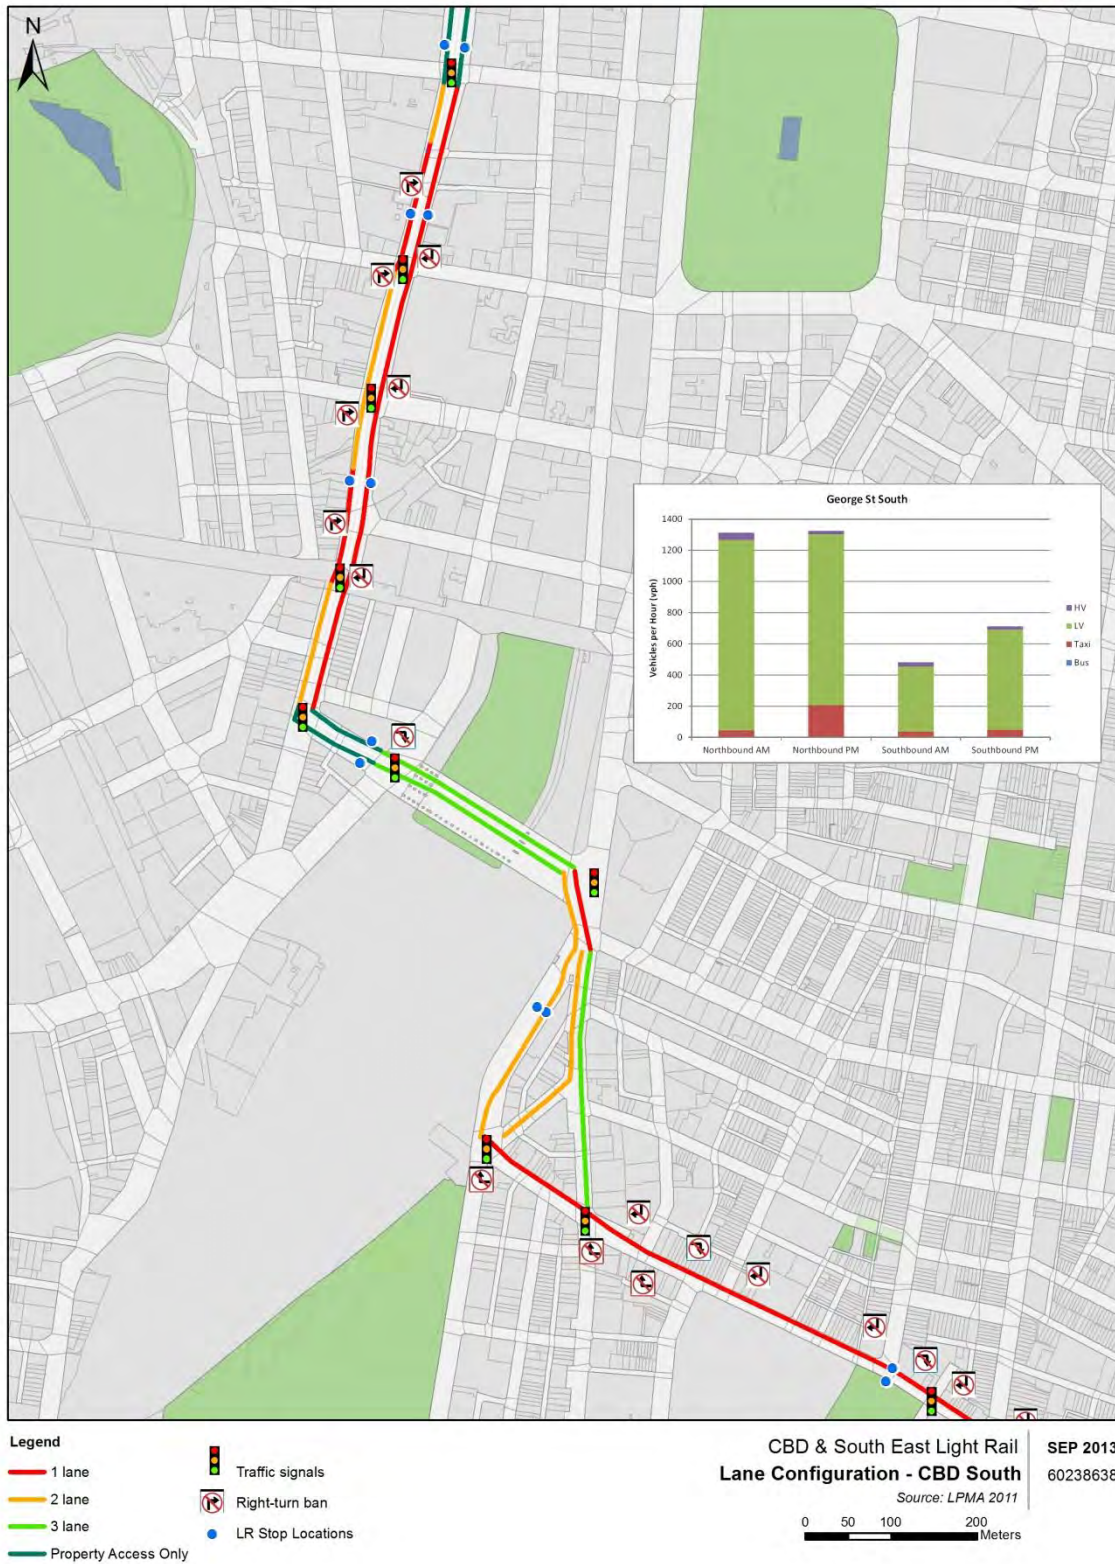 N
George St South
1400
1200
1000
800
600
400
200
0
Vehicles per Hour (vph)
HV
LV
Taxi
Bus
Northbound AM Northbound PM Southbound AM Southbound PM
Legend
1 lane
2 lane
3 lane
Property Access Only
Traffic signals
Right-turn ban
LR Stop Locations
CBD & South East Light Rail
Lane Configuration - CBD South
Source: LPMA 2011
SEP 2013
60238638
0 50 100 200
Meters